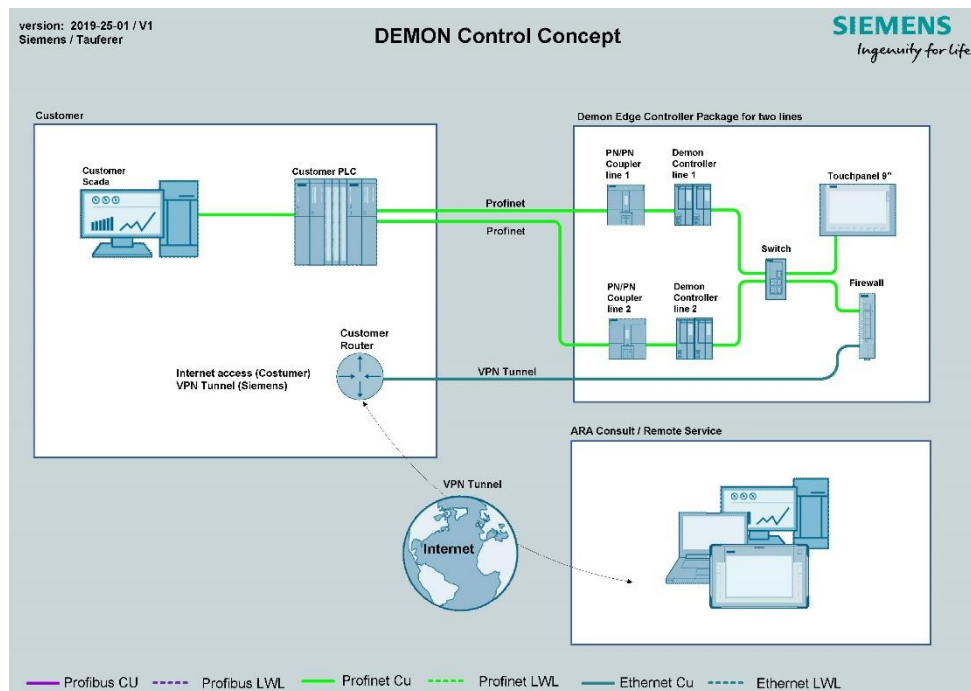 version: 2019-25-01 / V1
Siemens / Tauferer
DEMON Control Concept
SIEMENS
Ingenuity for life
Customer
Customer
Scada
Customer PLC
Profinet
Profinet
Customer
Router
Internet access (Costumer)
VPN Tunnel (Siemens)
VPN Tunnel
Demon Edge Controller Package for two lines
PN/PN
Coupler
line 1
Demon
Controller
line 1
Touchpanel 9"
Switch
Firewall
PN/PN
Coupler
line 2
Demon
Controller
line 2
ARA Consult / Remote Service
VPN Tunnel
Internet
Profibus CU
Profibus LWL
Profinet Cu
Profinet LWL
Ethernet Cu
Ethernet LWL